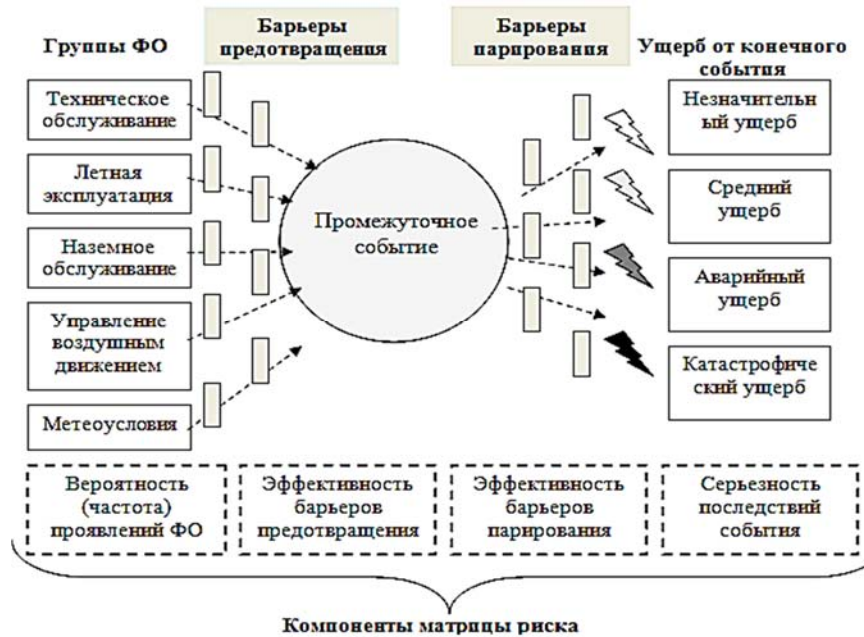 Группы ФО
Барьеры
предотвращения
Барьеры
парирования
Ущерб от конечного
события
Техническое
обслуживание
Летная
эксплуатация
Наземное
обслуживание
Управление
воздушным
движением
Метеоусловия
Промежуточное
событие
Незначительн
ый ущерб
Средний
ущерб
Аварийный
ущерб
Катастрофиче
ский ущерб
Вероятность
(частота)
проявлений ФО
Эффективность
барьеров
предотвращения
Эффективность
барьеров
парирования
Серьезность
последствий
события
Компоненты матрицы риска